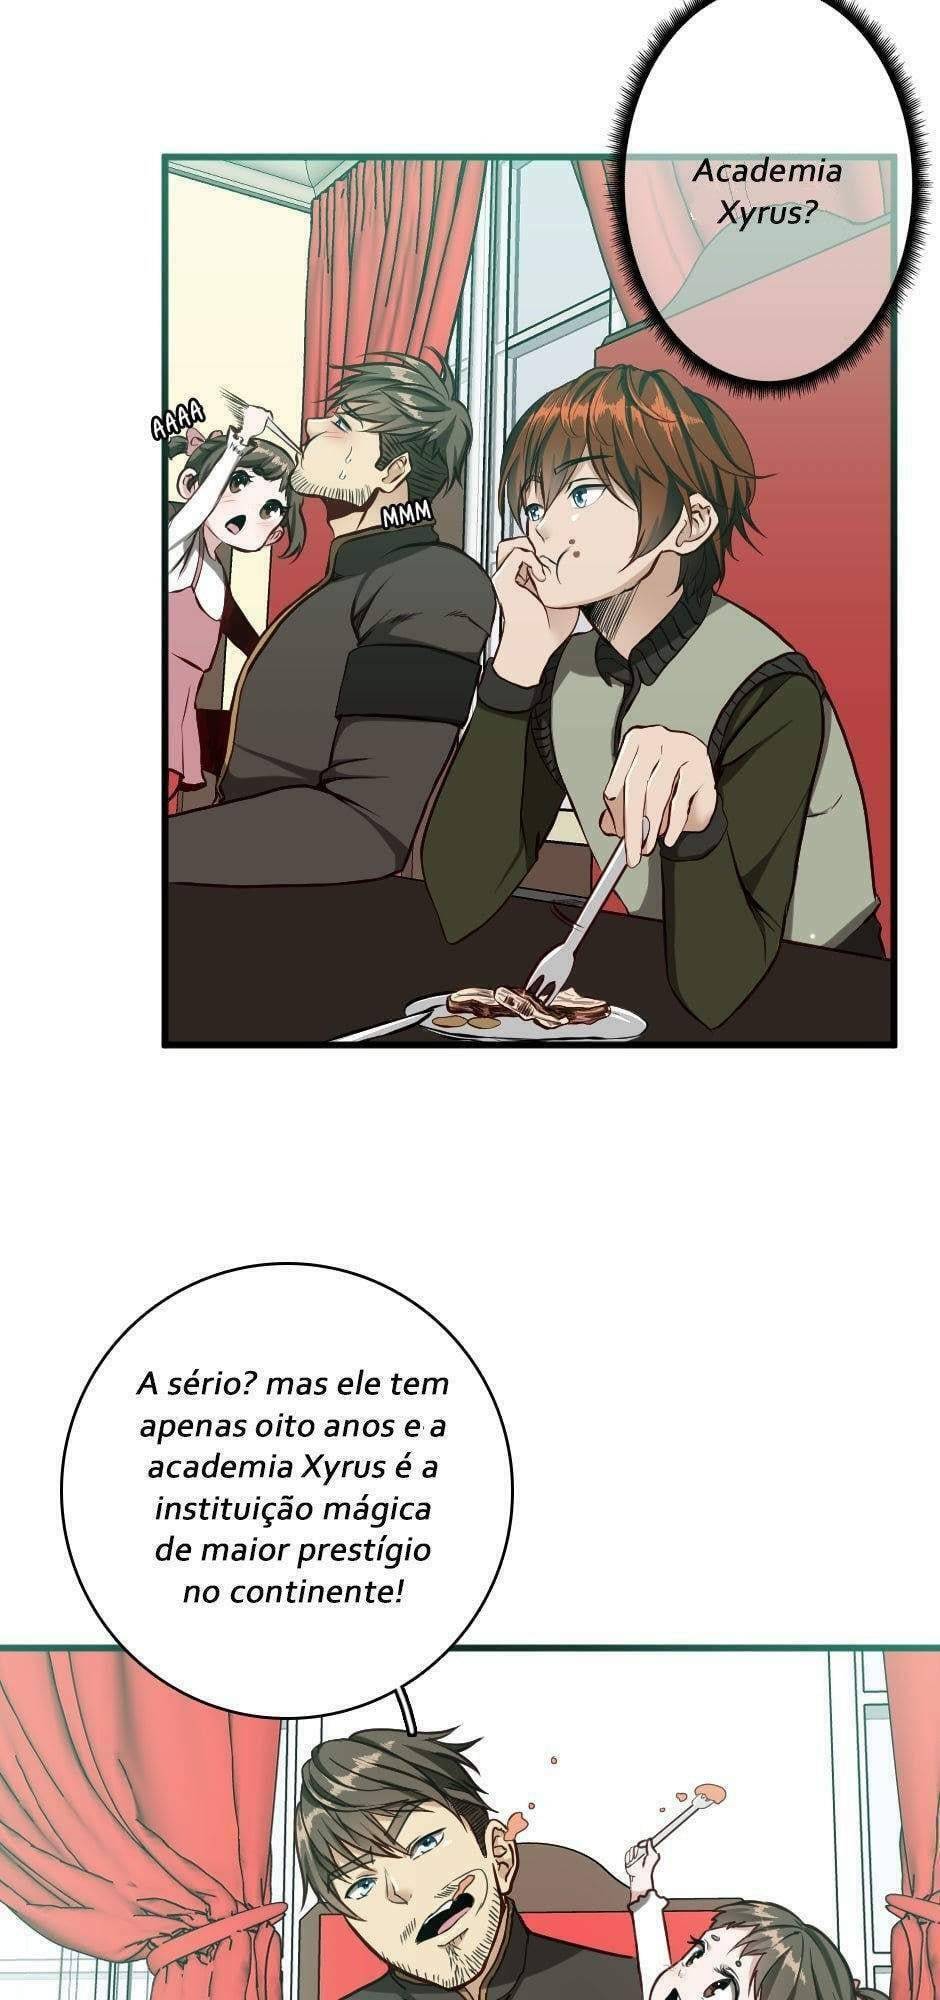 Academia
Xyrus?
AAAA
MMM
A sério? mas ele tem
apenas oito anos e a
academia Xyrus é a
instituição mágica
de maior prestígio
no continente!